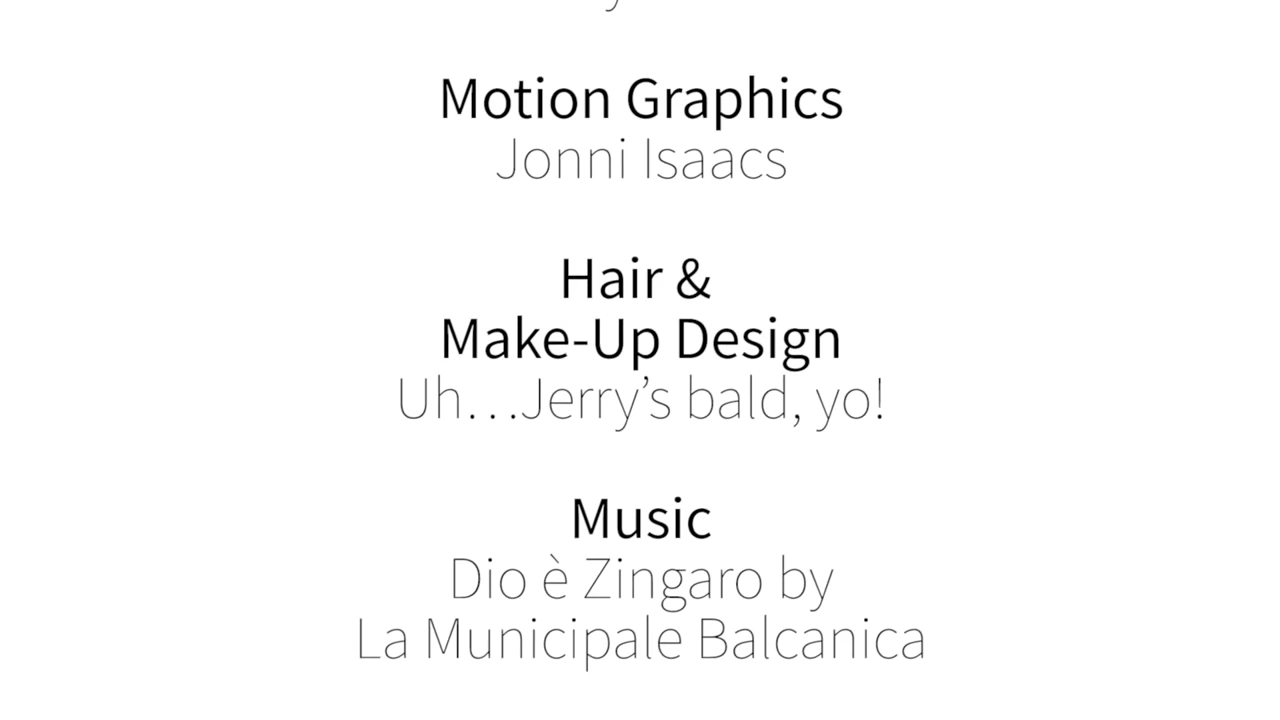 Motion Graphics
Jonni Isaacs
Hair &
Make-Up Design
Uh…Jerry’s bald, yo!
Music
Dio è Zingaro by
La Municipale Balcanica